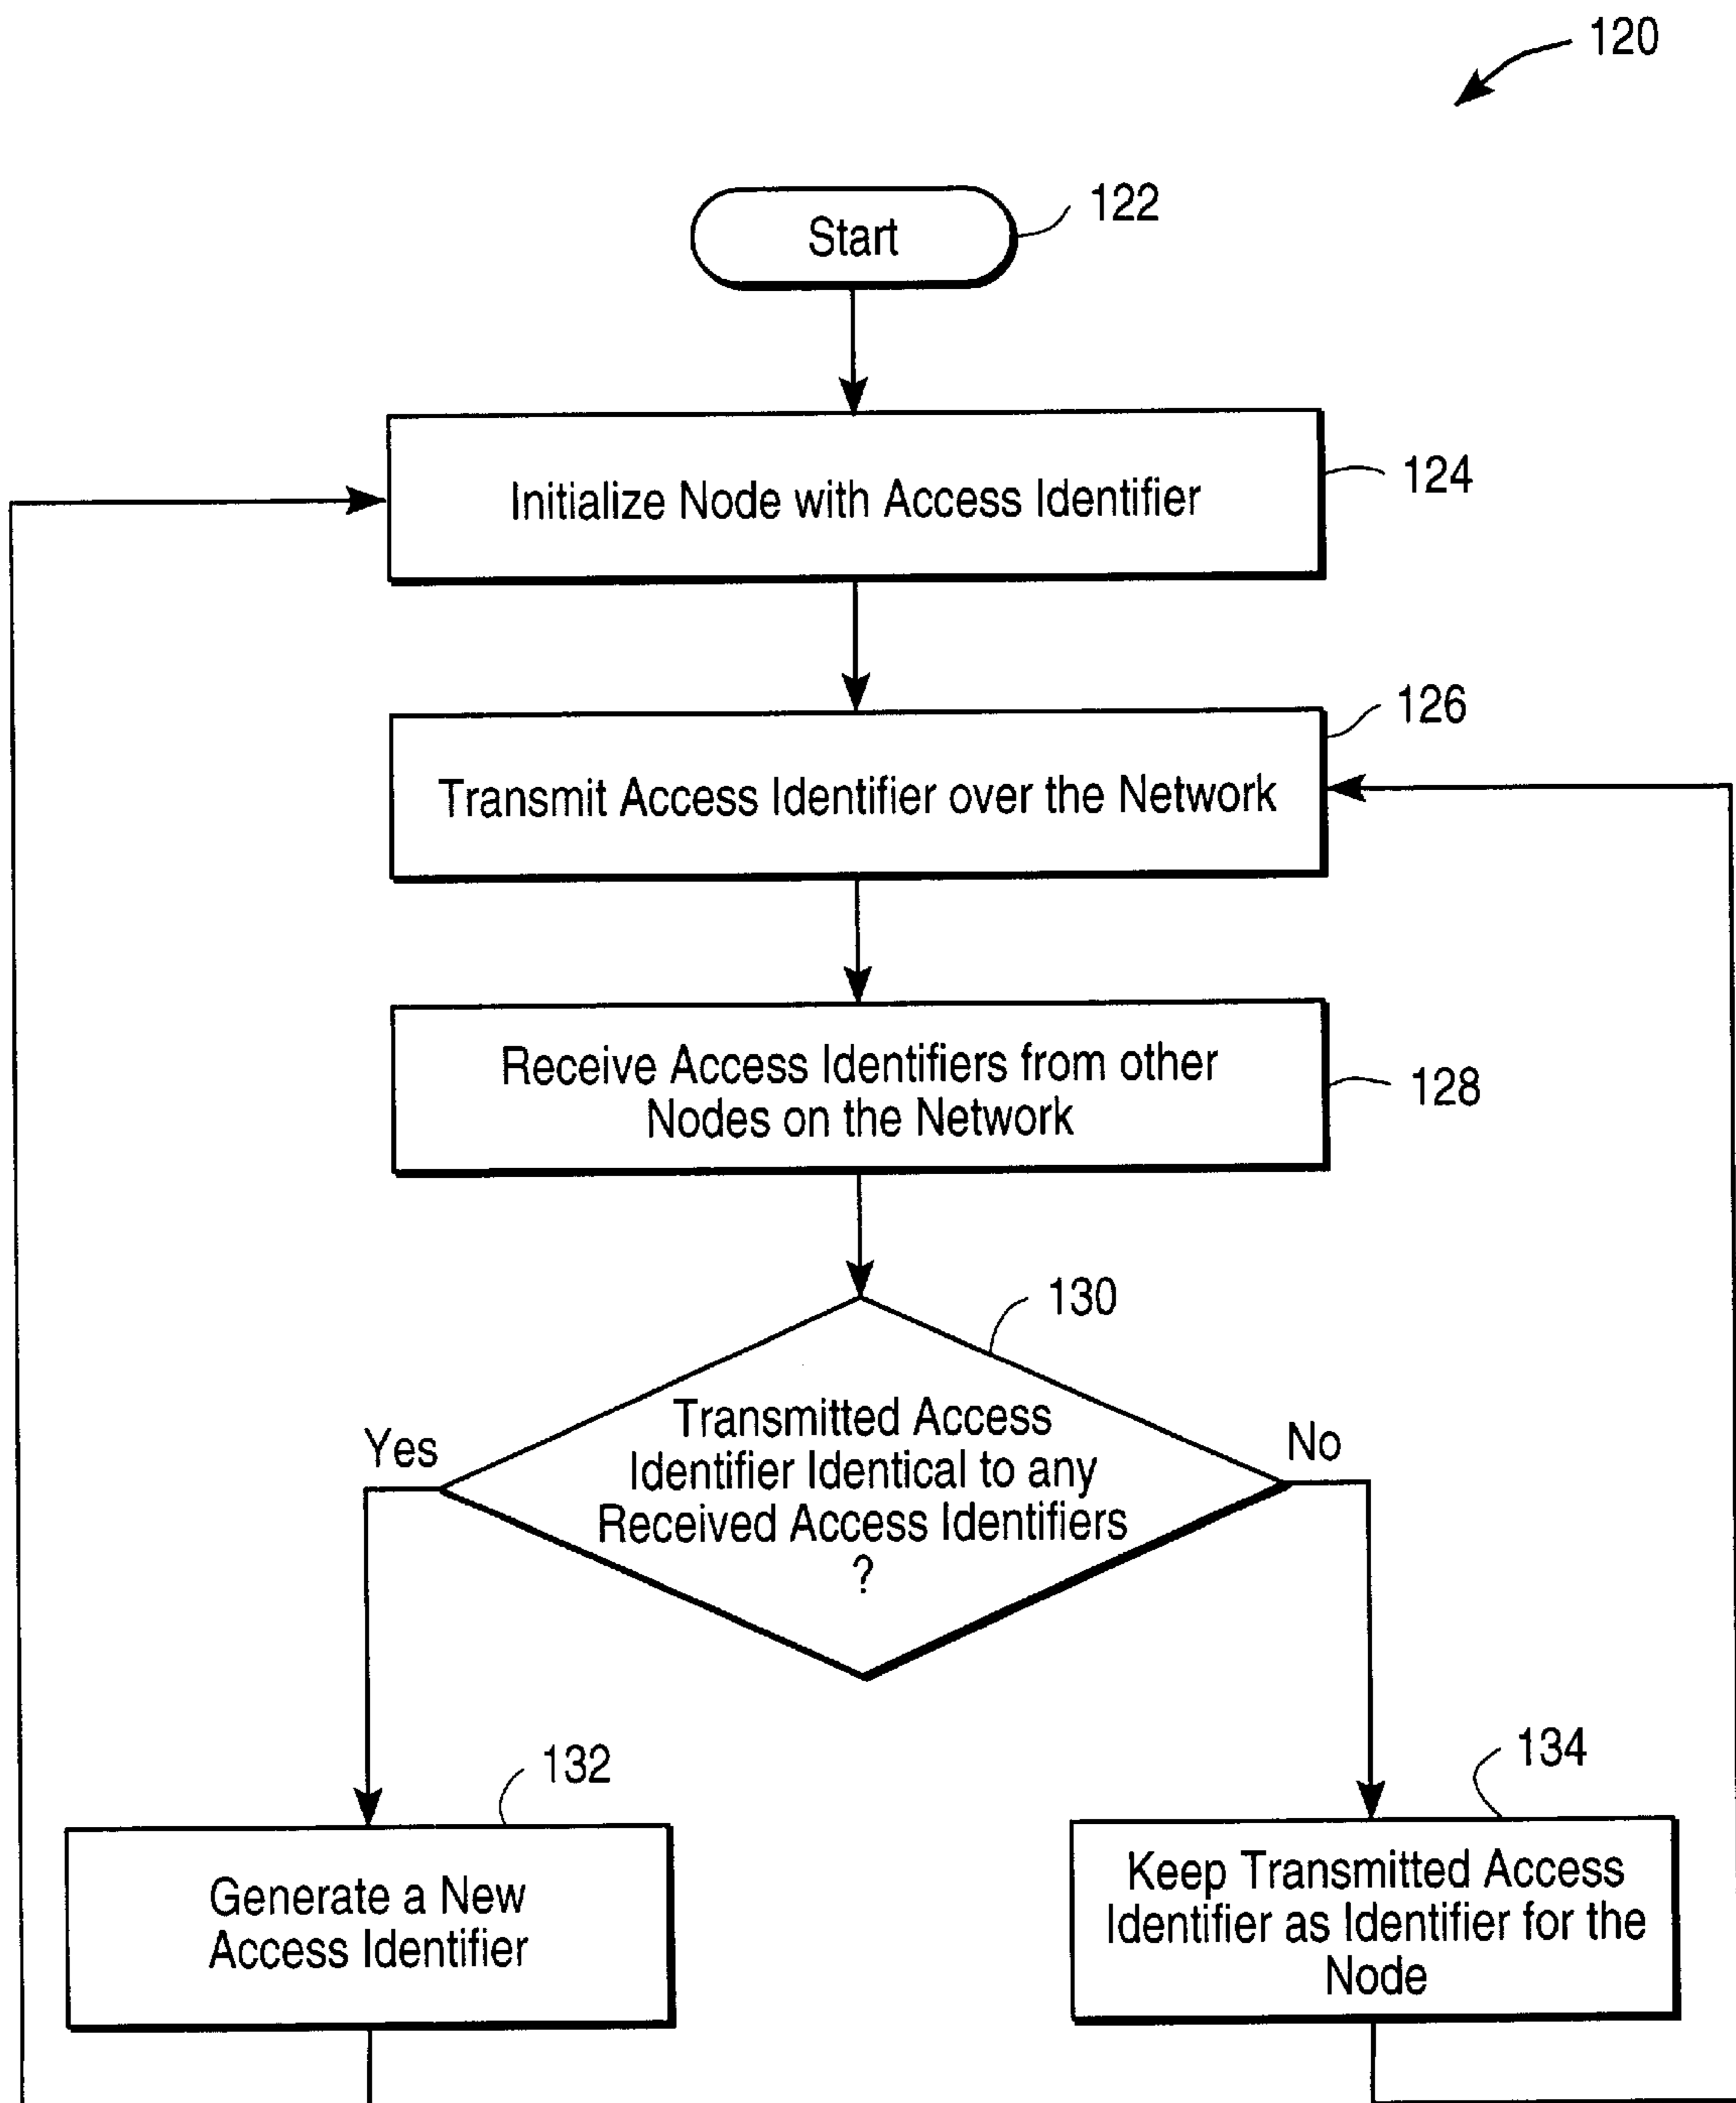 120
Start
122
Initialize Node with Access Identifier
124
126
Transmit Access Identifier over the Network
Receive Access Identifiers from other
Nodes on the Network
128
130
Transmitted Access
Identifier Identical to any
Received Access Identifiers
?
Yes
No
132
134
Generate a New
Access Identifier
Keep Transmitted Access
Identifier as Identifier for the
Node